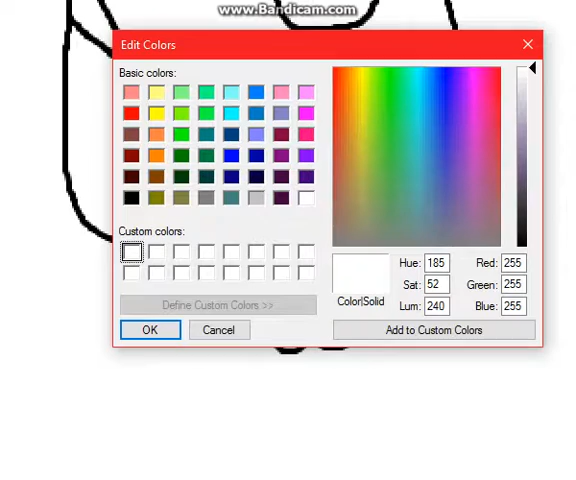 www.Bandicam.com
Edit Colors
Basic colors:
Custom colors:
Define Custom Colors >>
OK
Cancel
Color|Solid
Hue: 185
Sat: 52
Lum: 240
Red: 255
Green: 255
Blue: 255
Add to Custom Colors